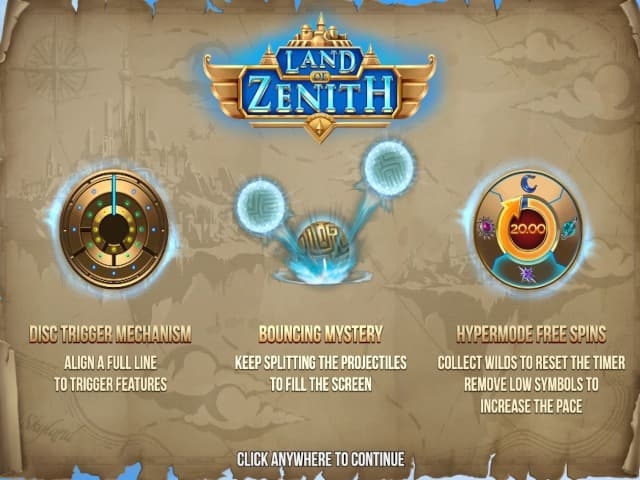 LAND
OF
ZENITH
20.00
DISC TRIGGER MECHANISM
ALIGN A FULL LINE
TO TRIGGER FEATURES
BOUNCING MYSTERY
KEEP SPLITTING THE PROJECTILES
TO FILL THE SCREEN
HYPERMODE FREE SPINS
COLLECT WILDS TO RESET THE TIMER
REMOVE LOW SYMBOLS TO
INCREASE THE PACE
CLICK ANYWHERE TO CONTINUE